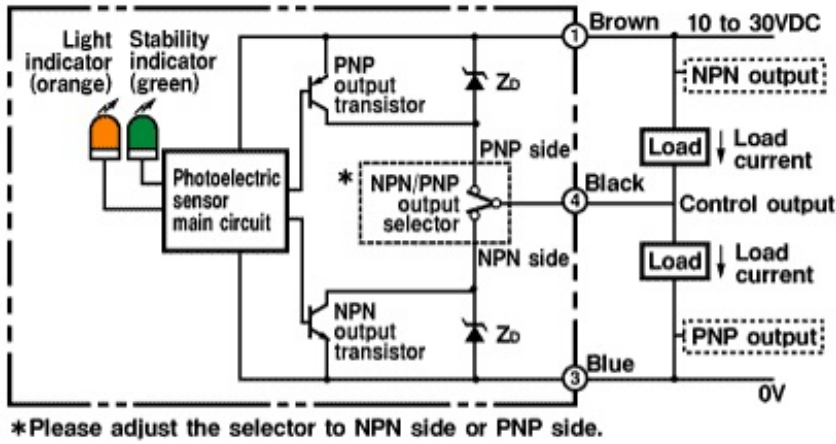 Light indicator (orange)
Stability indicator (green)
PNP output transistor
ZD
1
Brown
10 to 30VDC
NPN output
Load
Load current
PNP side
*
NPN/PNP output selector
4
Black
Control output
Photoelectric sensor main circuit
NPN side
Load
Load current
NPN output transistor
ZD
PNP output
3
Blue
0V
*Please adjust the selector to NPN side or PNP side.